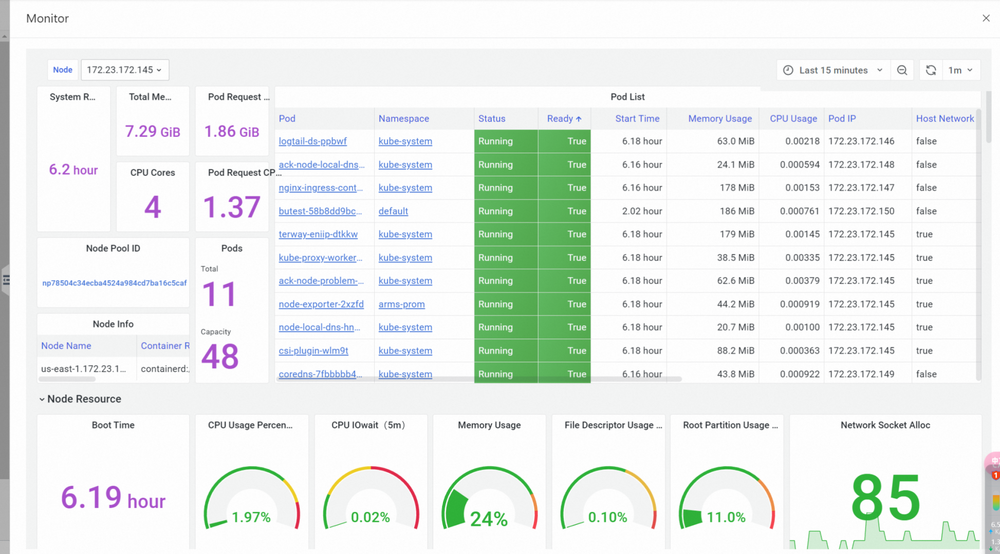 Monitor
Node 172.23.172.145
Last 15 minutes 1m
System R... Total Me... Pod Request ... Pod List
7.29 GiB 1.86 GiB
6.2 hour
CPU Cores Pod Request CP...
4 1.37
Pod Namespace Status Ready Start Time Memory Usage CPU Usage Pod IP Host Network
logtail-ds-ppbwf kube-system Running True 6.18 hour 63.0 MiB 0.00218 172.23.172.146 false
ack-node-local-dns... kube-system Running True 6.16 hour 24.1 MiB 0.000594 172.23.172.148 false
nginx-ingress-cont... kube-system Running True 6.16 hour 178 MiB 0.00153 172.23.172.147 false
butest-58b8dd9bc... default Running True 2.02 hour 186 MiB 0.000761 172.23.172.150 false
terway-eniip-dtkkw kube-system Running True 6.18 hour 179 MiB 0.00145 172.23.172.145 true
kube-proxy-worker... kube-system Running True 6.18 hour 38.5 MiB 0.00335 172.23.172.145 true
ack-node-problem-... kube-system Running True 6.18 hour 62.6 MiB 0.00379 172.23.172.145 true
node-exporter-2xzfd arms-prom Running True 6.18 hour 44.2 MiB 0.000919 172.23.172.145 true
node-local-dns-hn... kube-system Running True 6.18 hour 20.7 MiB 0.00100 172.23.172.145 true
csi-plugin-wlm9t kube-system Running True 6.18 hour 88.2 MiB 0.000363 172.23.172.145 true
coredns-7fbbbbb4... kube-system Running True 6.16 hour 43.8 MiB 0.000922 172.23.172.149 false
Node Pool ID
np78504c34ecba4524a984cd7ba16c5caf
Pods
Total
11
Capacity
48
Node Info
Node Name Container R
us-east-1.172.23.1... containerd:
Node Resource
Boot Time CPU Usage Percen... CPU IOwait（5m） Memory Usage File Descriptor Usage ... Root Partition Usage ... Network Socket Alloc
6.19 hour 1.97% 0.02% 24% 0.10% 11.0% 85
中
1
6.5
1.3